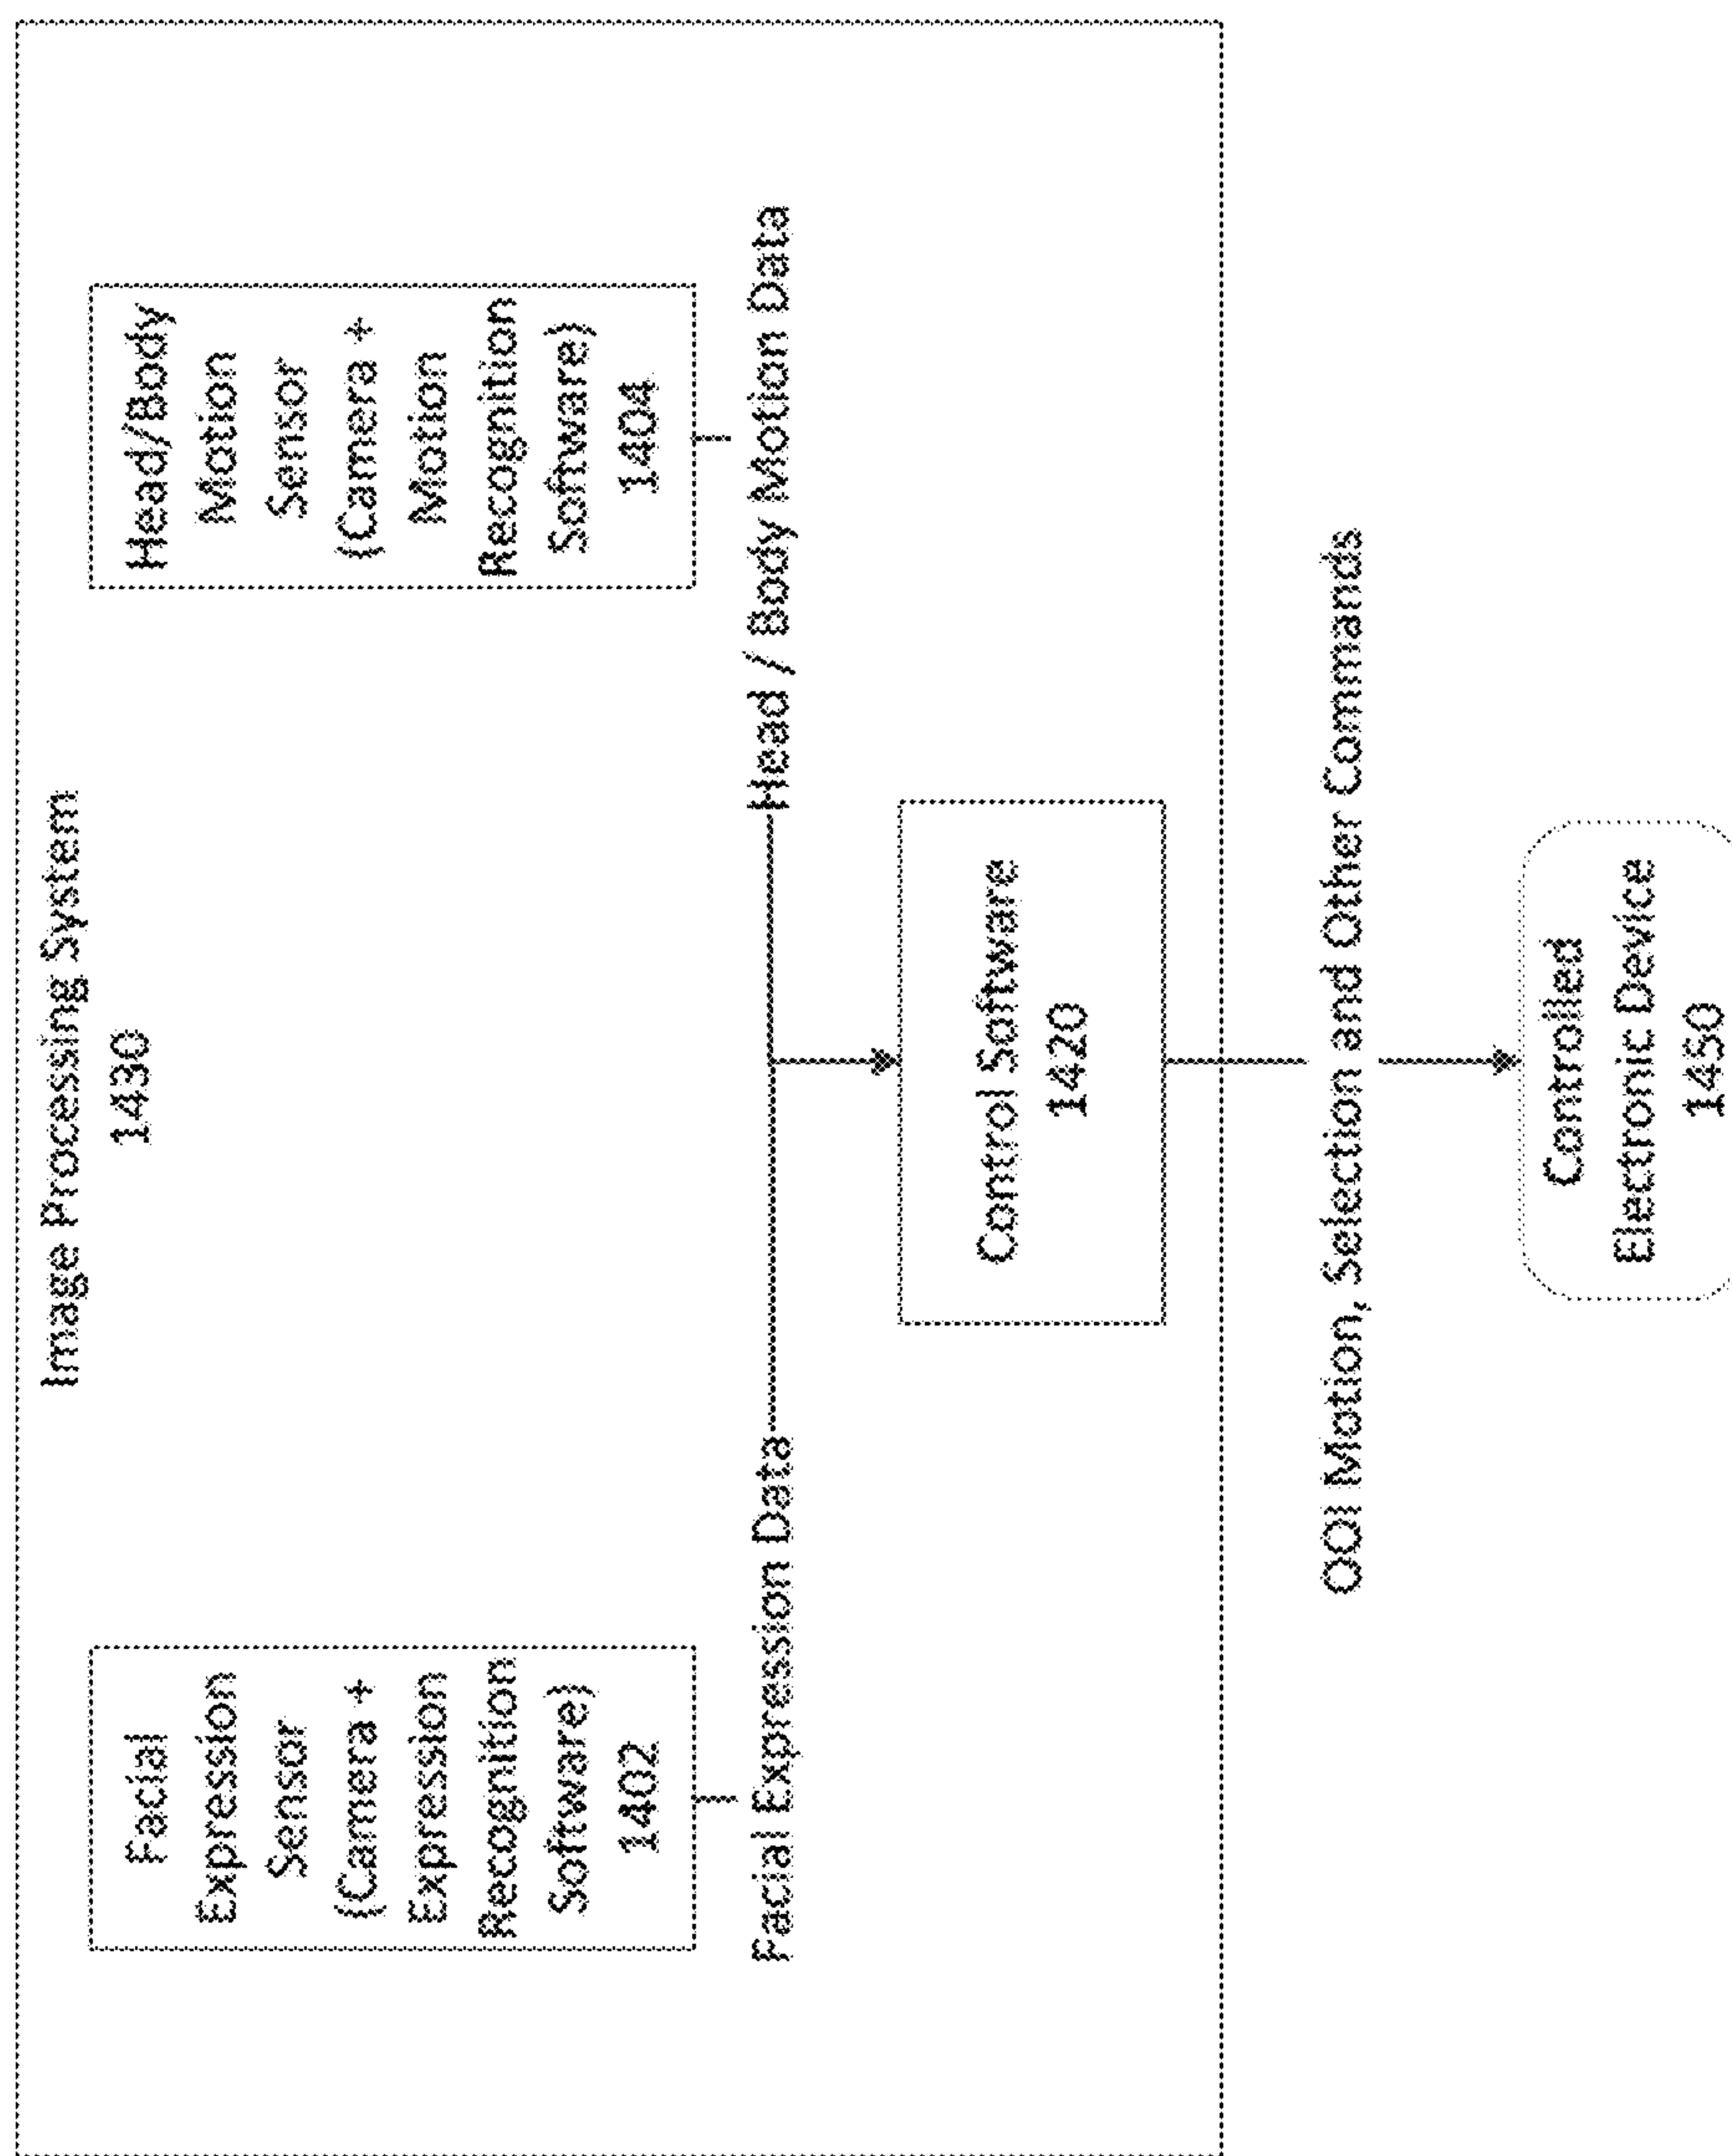 Image Processing System
1430
Facial
Expression
Sensor
(Camera +
Expression
Recognition
Software)
1402
Head/Body
Motion
Sensor
(Camera +
Motion
Recognition
Software)
1404
Facial Expression Data
Head / Body Motion Data
Control Software
1420
OOI Motion, Selection and Other Commands
Controlled
Electronic Device
1450